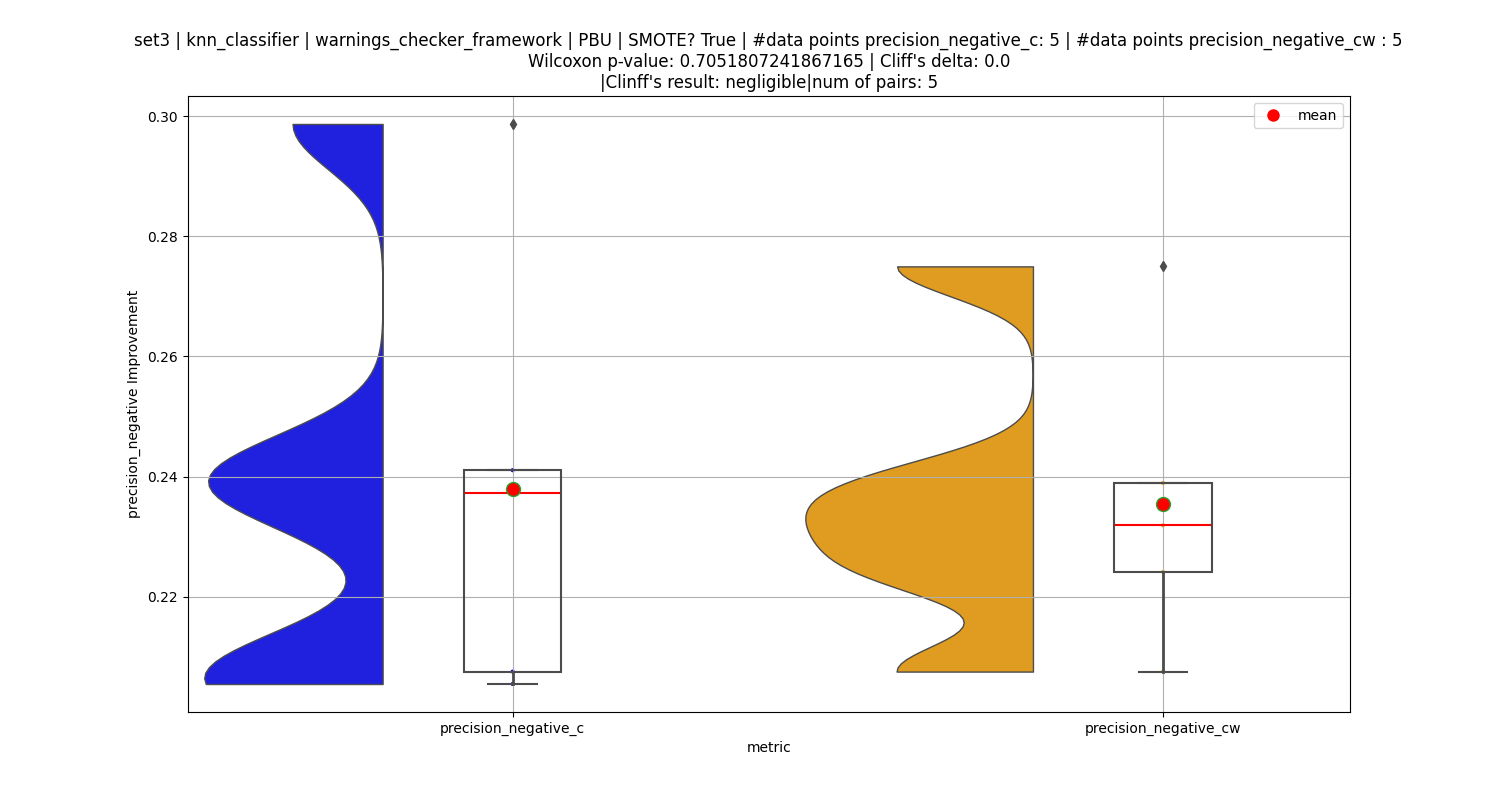 set3 | knn_classifier | warnings_checker_framework | PBU | SMOTE? True | #data points precision_negative_c: 5 | #data points precision_negative_cw : 5
Wilcoxon p-value: 0.7051807241867165 | Cliff's delta: 0.0
|Clinff's result: negligible|num of pairs: 5
mean
0.30
0.28
0.26
0.24
0.22
precision_negative Improvement
precision_negative_c
precision_negative_cw
metric